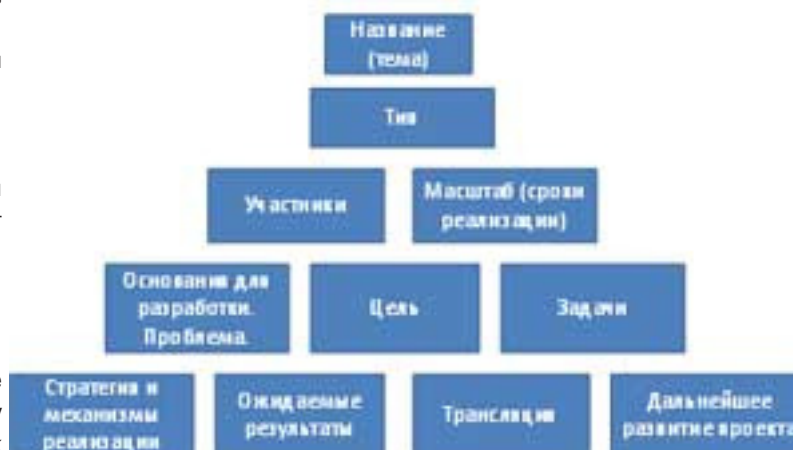 Название
(тема)
Тип
Участники
Масштаб (сроки
реализации)
Основания для
разработки.
Проблема.
Цель
Задачи
Стратегия и
механизмы
реализации
Ожидаемые
результаты
Трансляция
Дальнейшее
развитие проекта